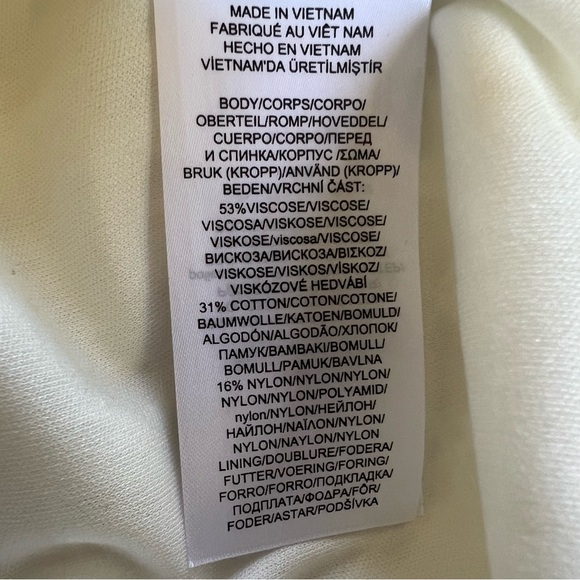 MADE IN VIETNAM
FABRIQUÉ AU VIÊT NAM
HECHO EN VIETNAM
VİETNAM'DA ÜRETİLMİŞTİR
BODY/CORPS/CORPO/
OBERTEIL/ROMP/HOVEDDEL/
CUERPO/CORPO/ПЕРЕД
И СПИНКА/КОРПУС /ΣΩΜΑ/
BRUK (KROPP)/ANVÄND (KROPP)/
BEDEN/VRCHNÍ ČÁST:
53%VISCOSE/VISCOSE/
VISCOSA/VISKOSE/VISCOSE/
VISKOSE/viscosa/VISCOSE/
ВИСКОЗА/ВИСКОЗА/ΒΙΣΚΟΖ/
VISKOSE/VISKOS/VİSKOZ/
VISKÓZOVÉ HEDVÁBÍ
31% COTTON/COTON/COTONE/
BAUMWOLLE/KATOEN/BOMULD/
ALGODÓN/ALGODÃO/ХЛОПОК/
ПАМУК/ΒΑΜΒΑΚΙ/BOMULL/
BOMULL/PAMUK/BAVLNA
16% NYLON/NYLON/NYLON/
NYLON/NYLON/POLYAMID/
nylon/NYLON/НЕЙЛОН/
НАЙЛОН/ΝΑΪΛΟΝ/NYLON/
NYLON/NAYLON/NYLON
LINING/DOUBLURE/FODERA/
FUTTER/VOERING/FORING/
FORRO/FORRO/ПОДКЛАДКА/
ПОДПЛАТА/ΦΟΔΡΑ/FÔR/
FODER/ASTAR/PODŠÍVKA